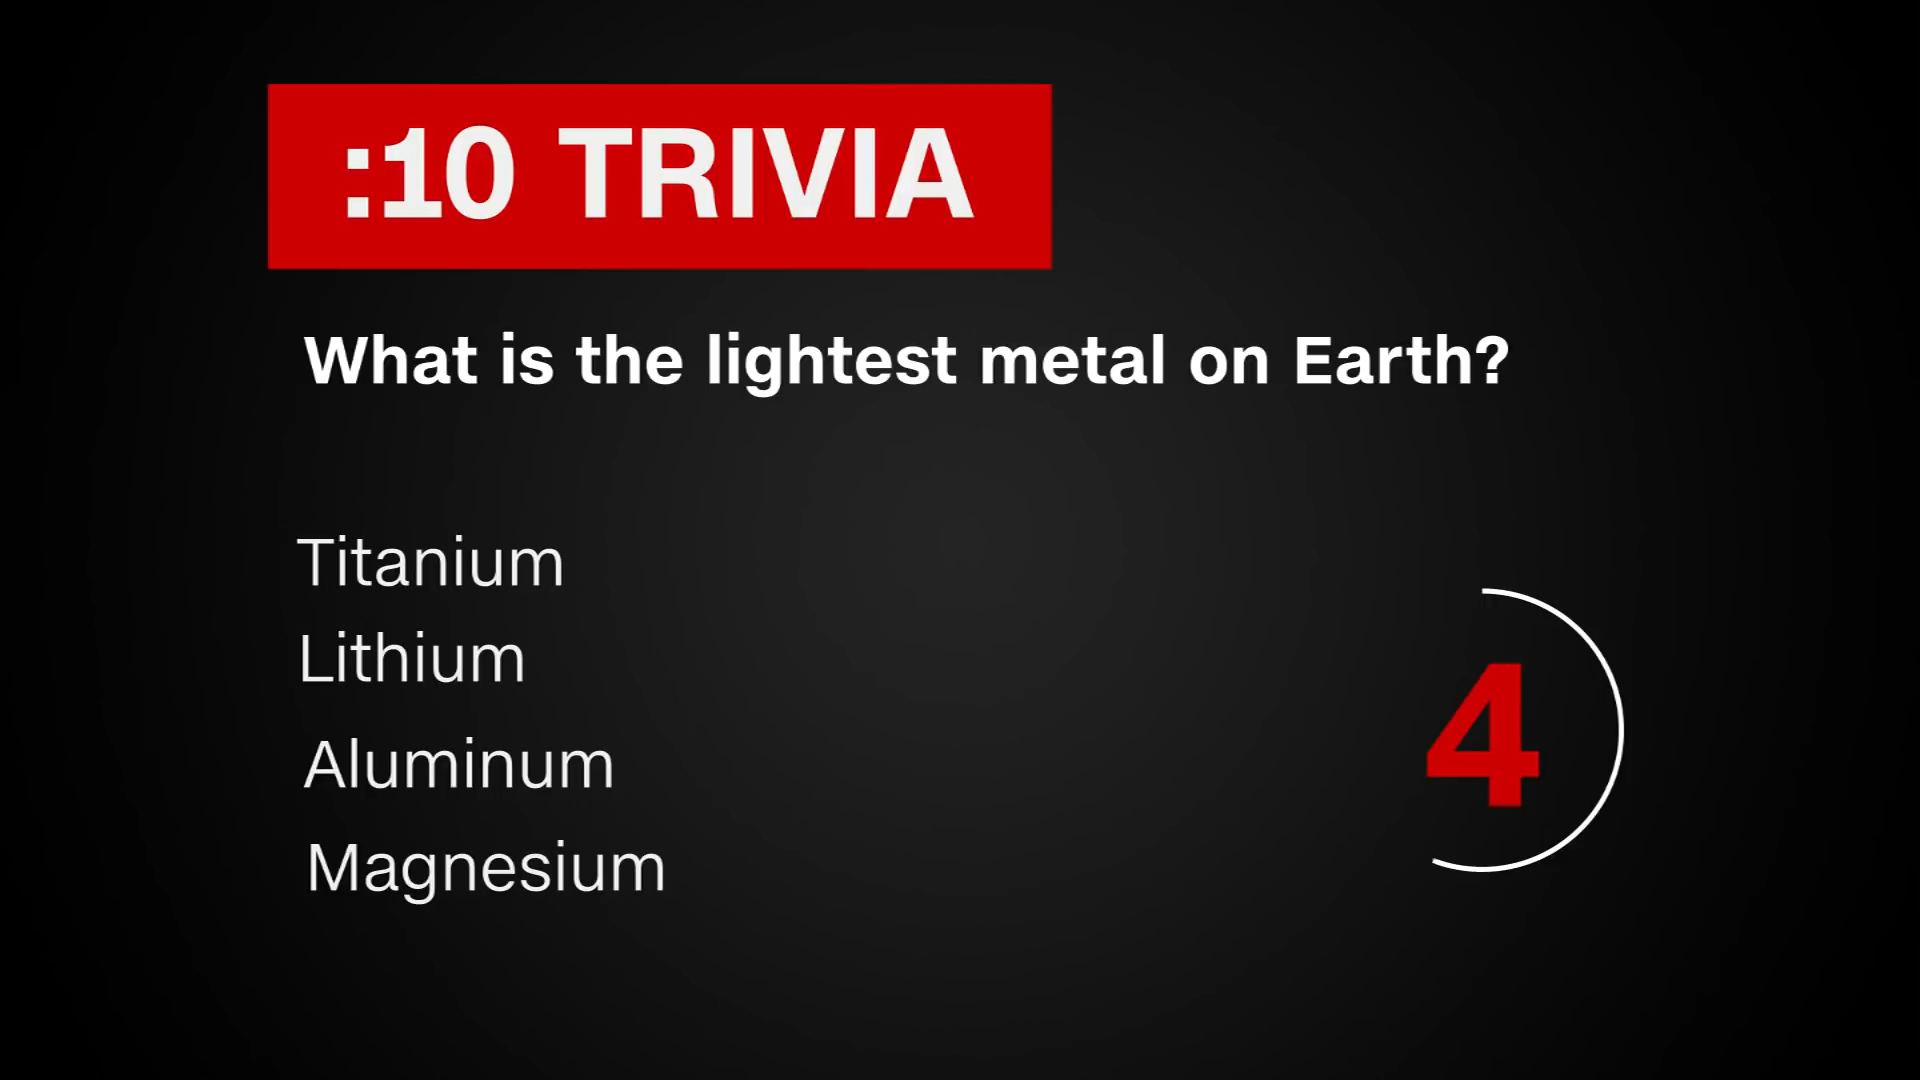 :10 TRIVIA
What is the lightest metal on Earth?
Titanium
Lithium
Aluminum
Magnesium
4